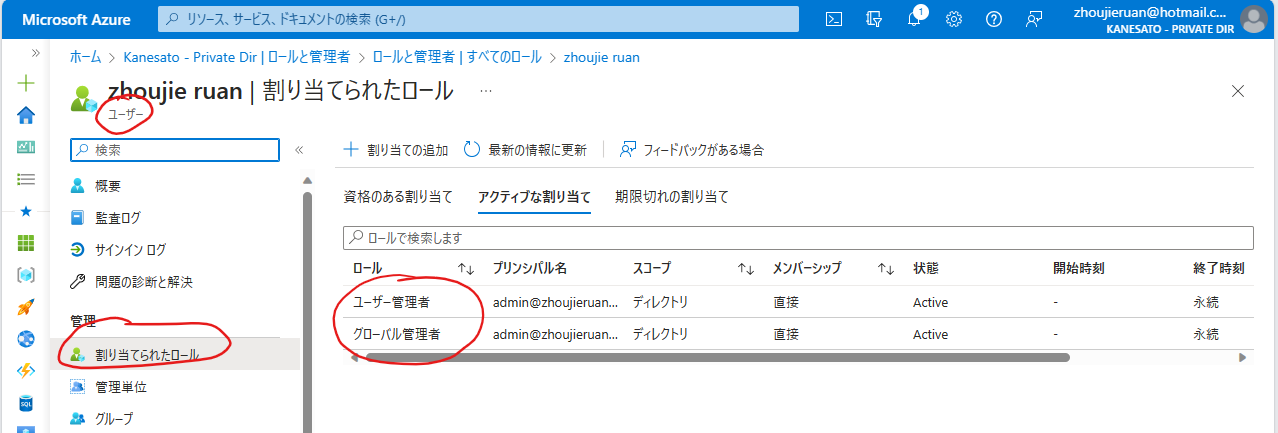 Microsoft Azure
リソース、サービス、ドキュメントの検索 (G+/)
1
zhoujieruan@hotmail.c...
KANESATO - PRIVATE DIR
ホーム > Kanesato - Private Dir | ロールと管理者 > ロールと管理者 | すべてのロール > zhoujie ruan
zhoujie ruan | 割り当てられたロール ...
ユーザー
検索
概要
監査ログ
サインイン ログ
問題の診断と解決
管理
割り当てられたロール
管理単位
グループ
割り当ての追加 最新の情報に更新 フィードバックがある場合
資格のある割り当て アクティブな割り当て 期限切れの割り当て
ロールで検索します
ロール プリンシパル名 スコープ メンバーシップ 状態 開始時刻 終了時刻
ユーザー管理者 admin@zhoujieruan... ディレクトリ 直接 Active - 永続
グローバル管理者 admin@zhoujieruan... ディレクトリ 直接 Active - 永続
SQL